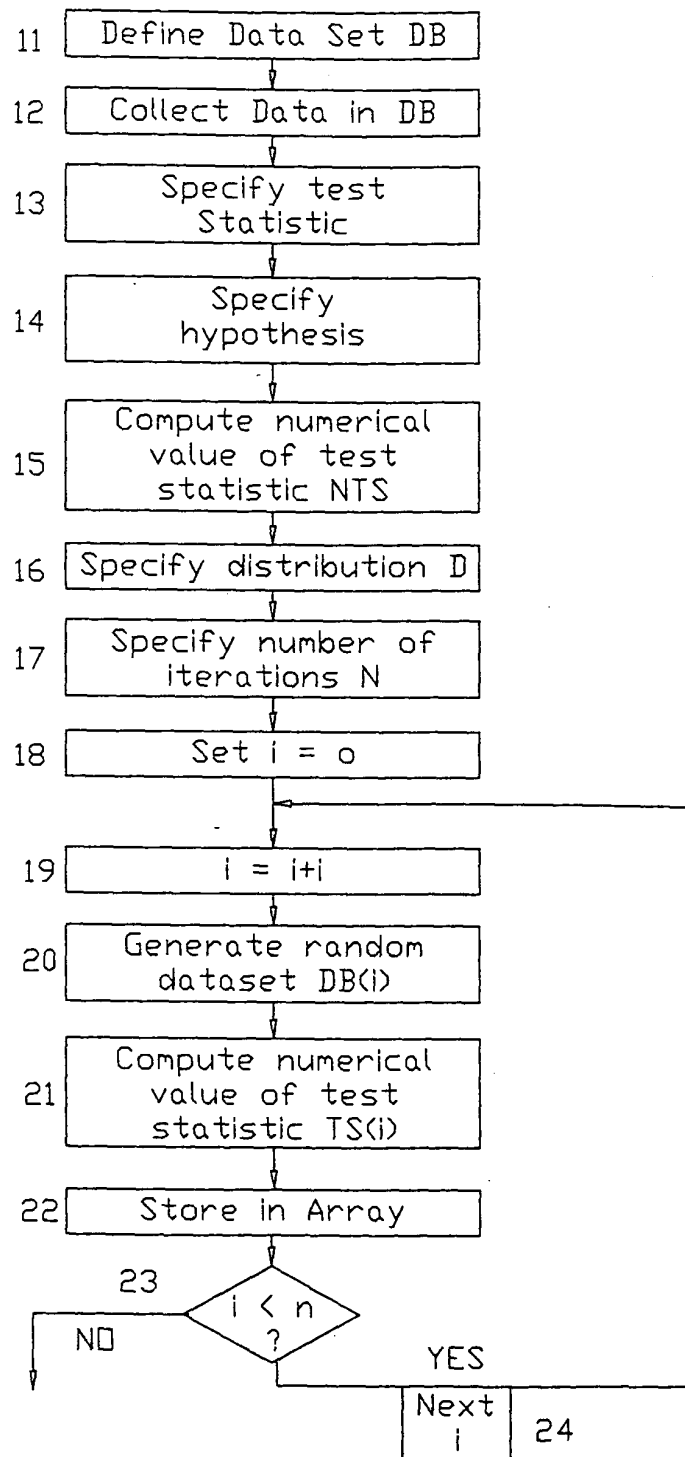 11 Define Data Set DB
12 Collect Data in DB
13 Specify test
Statistic
14 Specify
hypothesis
15 Compute numerical
value of test
statistic NTS
16 Specify distribution D
17 Specify number of
iterations N
18 Set i = o
19 i = i+i
20 Generate random
dataset DB(i)
21 Compute numerical
value of test
statistic TS(i)
22 Store in Array
23 i < n
?
NO
YES
Next
i
24